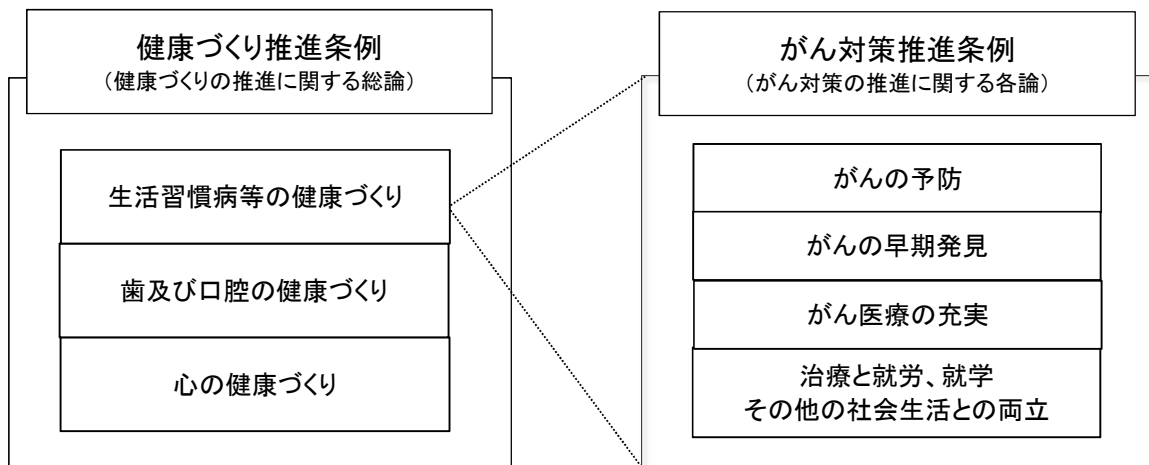 健康づくり推進条例
（健康づくりの推進に関する総論）
生活習慣病等の健康づくり
歯及び口腔の健康づくり
心の健康づくり
がん対策推進条例
（がん対策の推進に関する各論）
がんの予防
がんの早期発見
がん医療の充実
治療と就労、就学
その他の社会生活との両立